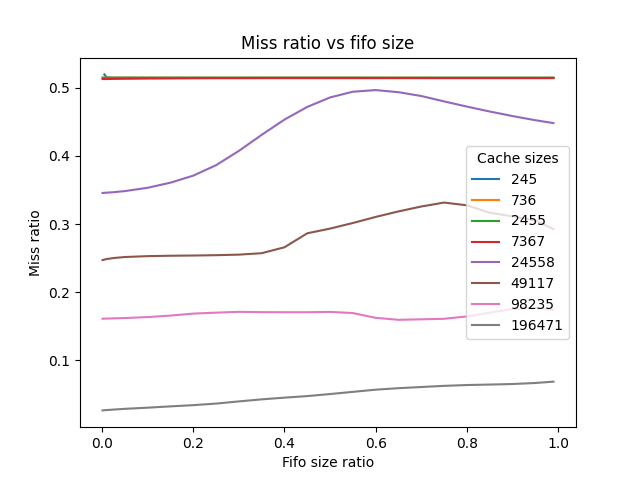 Miss ratio vs fifo size
0.5
0.4
0.3
0.2
0.1
Miss ratio
Cache sizes
245
736
2455
7367
24558
49117
98235
196471
0.0 0.2 0.4 0.6 0.8 1.0
Fifo size ratio